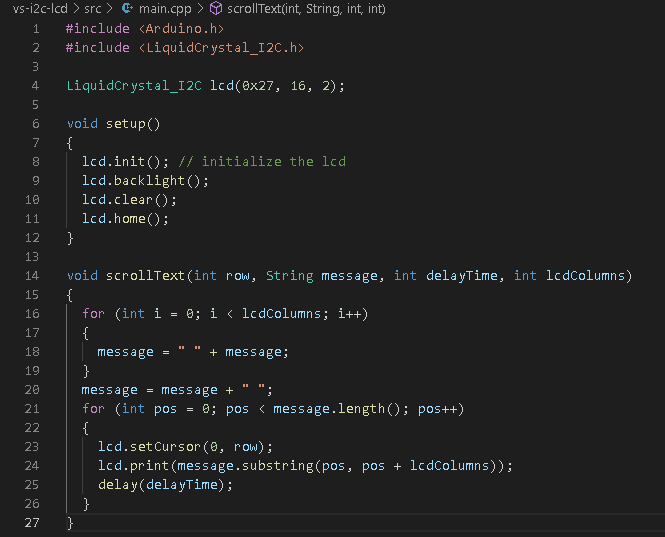 vs-i2c-lcd > src > main.cpp > scrollText(int, String, int, int)
1 #include <Arduino.h>
2 #include <LiquidCrystal_I2C.h>
3
4 LiquidCrystal_I2C lcd(0x27, 16, 2);
5
6 void setup()
7 {
8   lcd.init(); // initialize the lcd
9   lcd.backlight();
10   lcd.clear();
11   lcd.home();
12 }
13
14 void scrollText(int row, String message, int delayTime, int lcdColumns)
15 {
16   for (int i = 0; i < lcdColumns; i++)
17   {
18     message = " " + message;
19   }
20   message = message + " ";
21   for (int pos = 0; pos < message.length(); pos++)
22   {
23     lcd.setCursor(0, row);
24     lcd.print(message.substring(pos, pos + lcdColumns));
25     delay(delayTime);
26   }
27 }